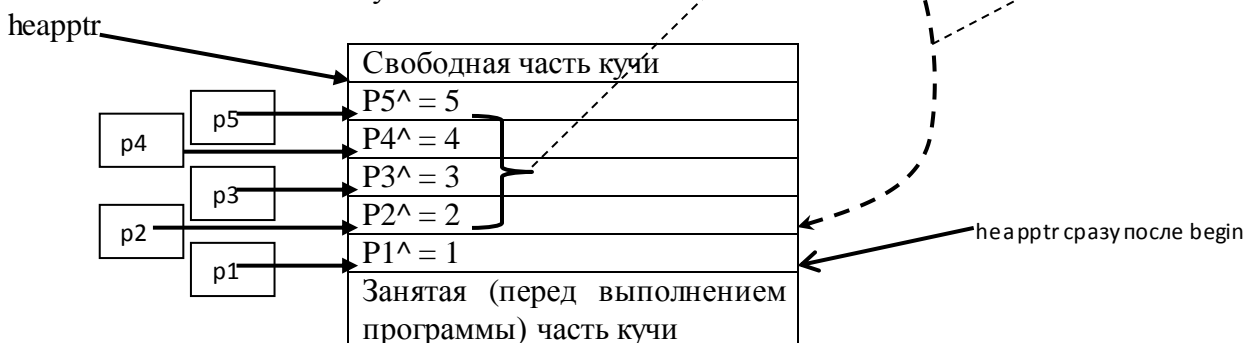 heapptr
Свободная часть кучи
p5
P5^ = 5
p4
P4^ = 4
p3
P3^ = 3
p2
P2^ = 2
heapptr сразу после begin
p1
P1^ = 1
Занятая (перед выполнением
программы) часть кучи